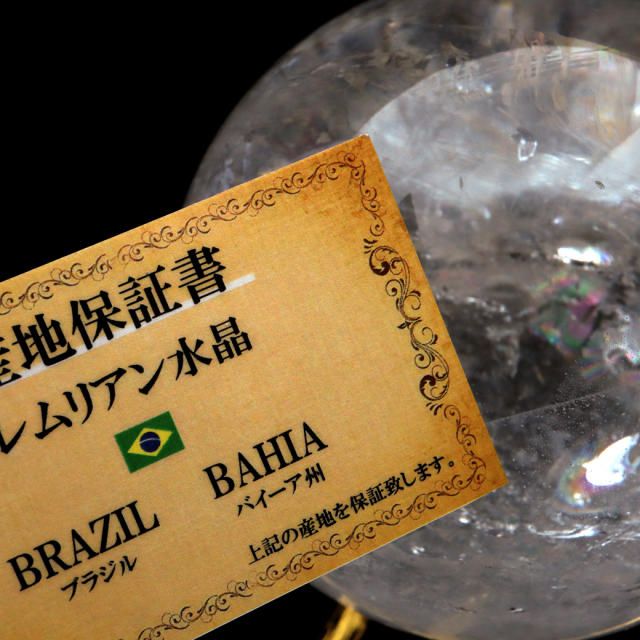 産地保証書
レムリアン水晶
BRAZIL
ブラジル
BAHIA
バイーア州
上記の産地を保証致します。